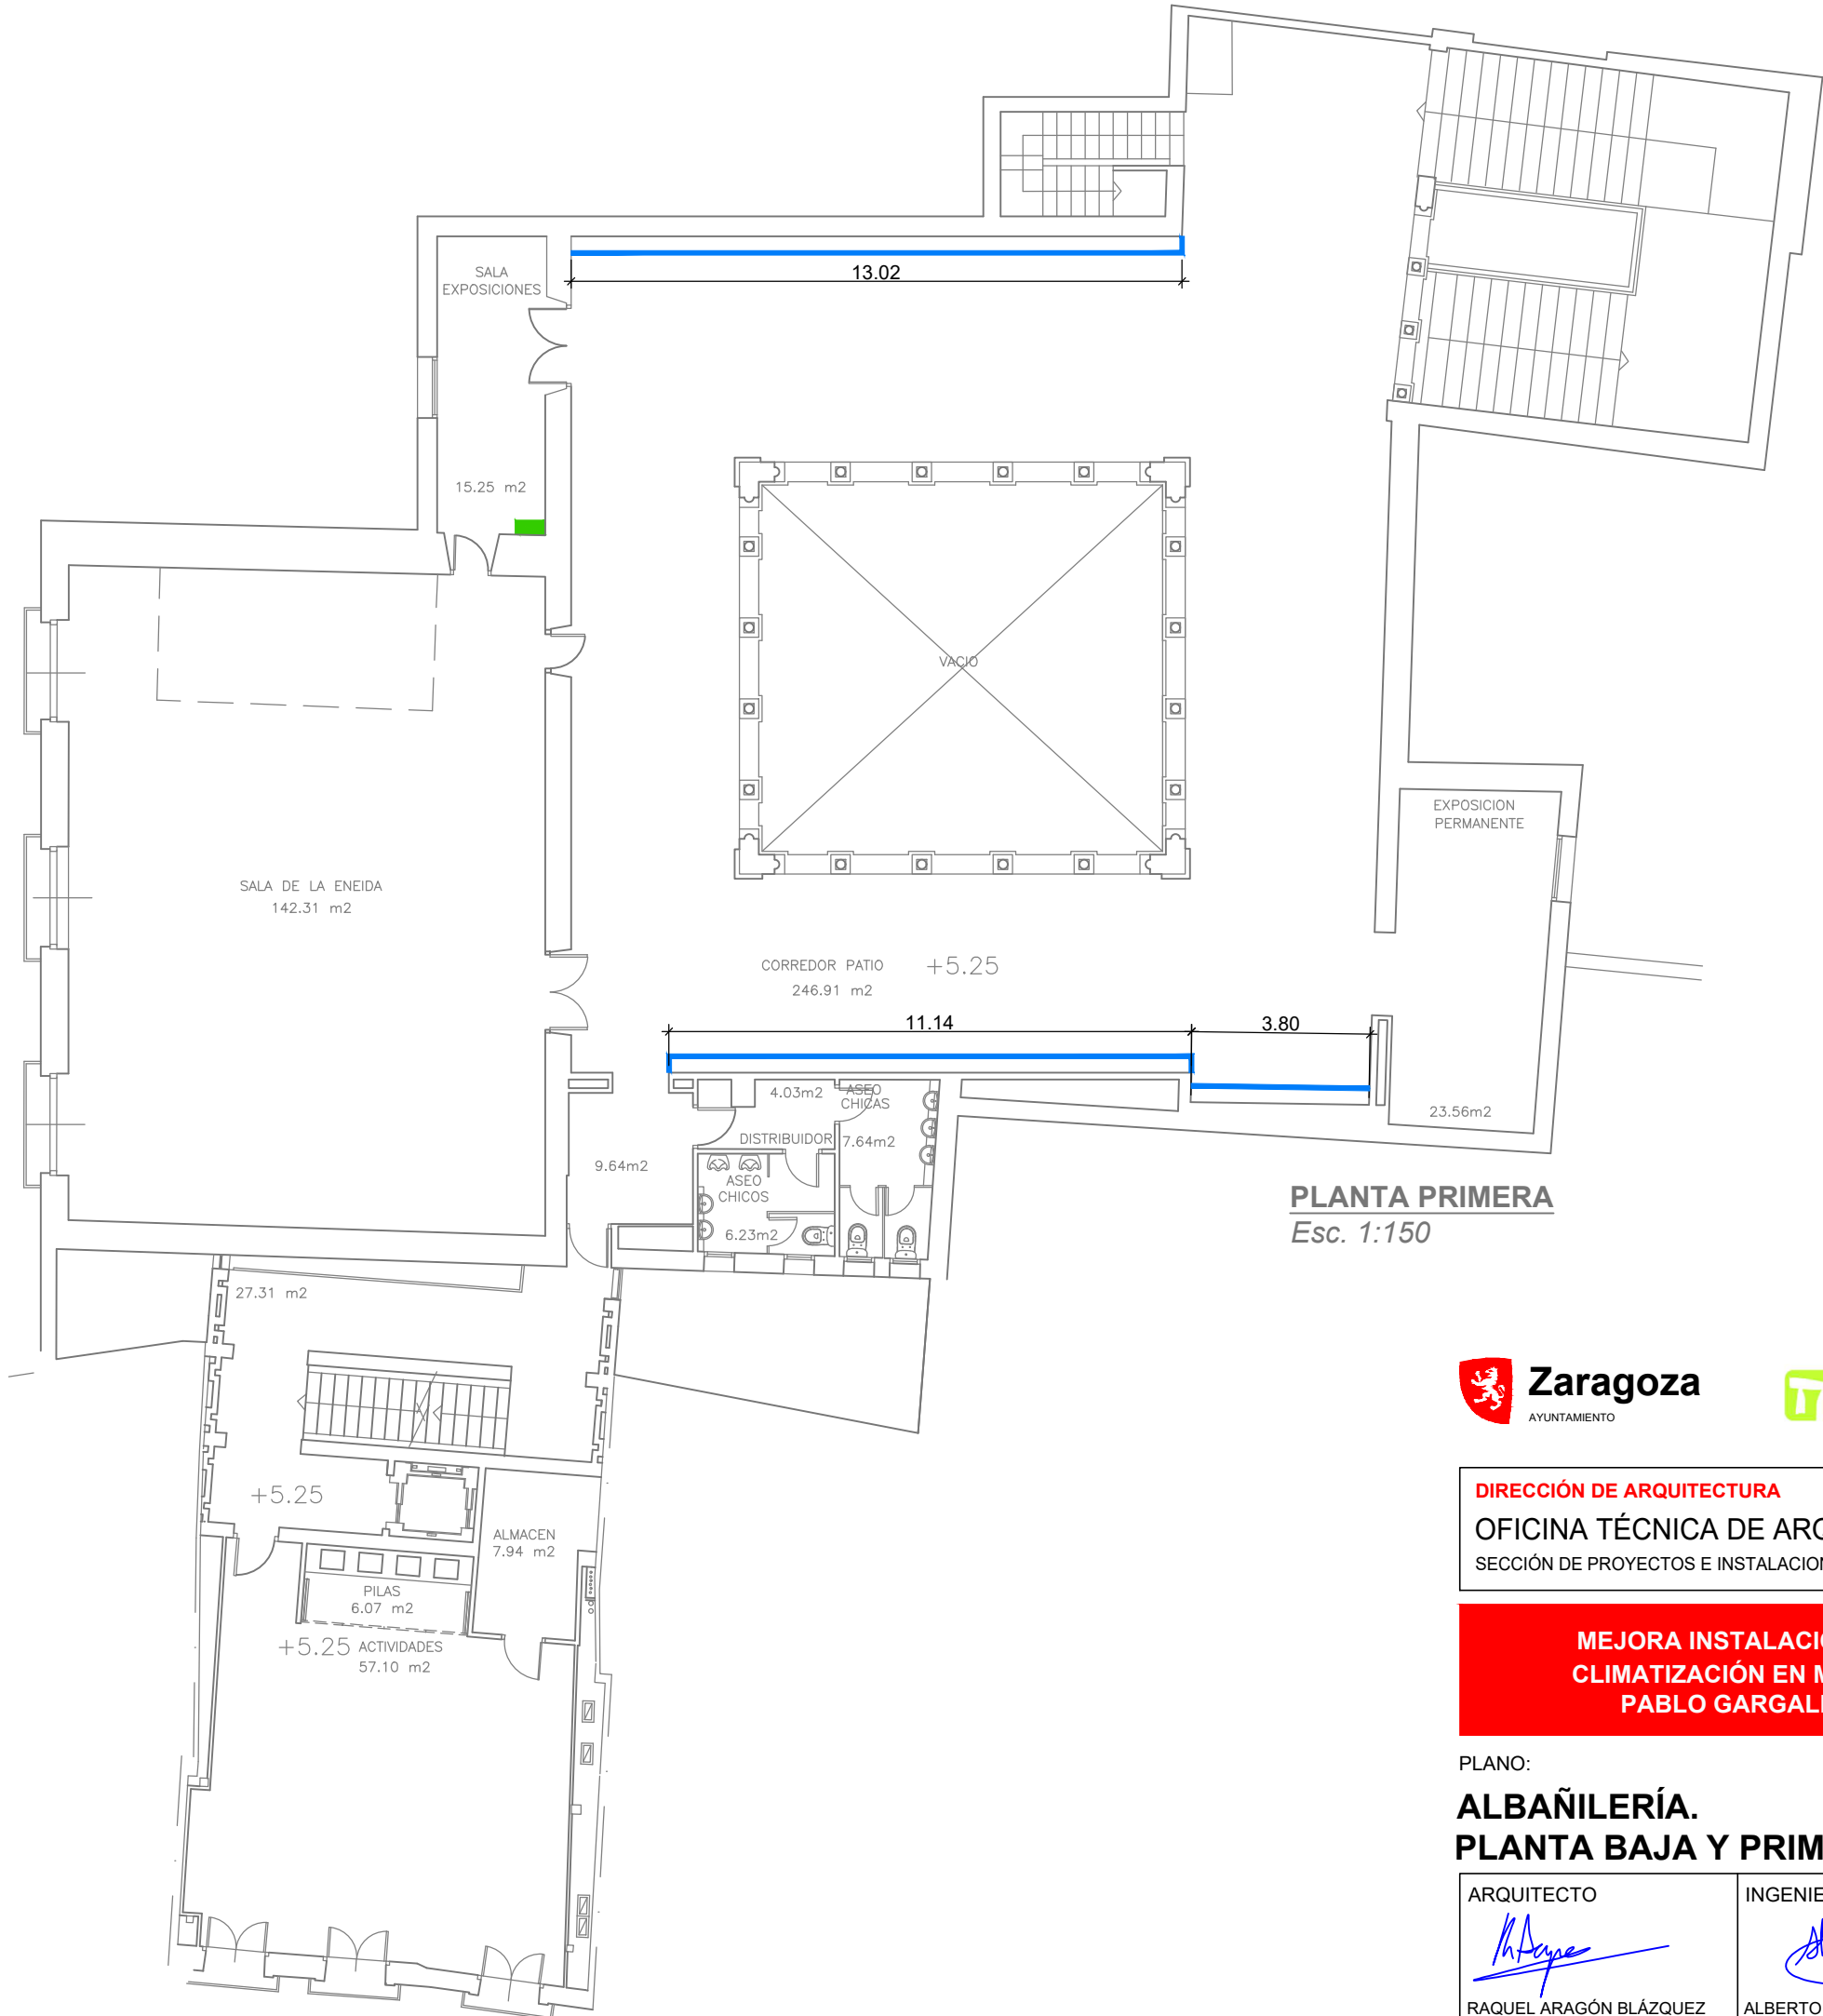 SALA
EXPOSICIONES
13.02
15.25 m2
VACIO
EXPOSICION
PERMANENTE
SALA DE LA ENEIDA
142.31 m2
CORREDOR PATIO +5.25
246.91 m2
11.14
3.80
4.03m2
ASEO
CHICAS
23.56m2
DISTRIBUIDOR
7.64m2
9.64m2
ASEO
CHICOS
6.23m2
PLANTA PRIMERA
Esc. 1:150
27.31 m2
Zaragoza
AYUNTAMIENTO
+5.25
DIRECCIÓN DE ARQUITECTURA
OFICINA TÉCNICA DE ARQ
SECCIÓN DE PROYECTOS E INSTALACION
ALMACEN
7.94 m2
PILAS
6.07 m2
+5.25 ACTIVIDADES
57.10 m2
MEJORA INSTALACIO
CLIMATIZACIÓN EN M
PABLO GARGALL
PLANO:
ALBAÑILERÍA.
PLANTA BAJA Y PRIM
ARQUITECTO
INGENIE
RAQUEL ARAGÓN BLÁZQUEZ
ALBERTO